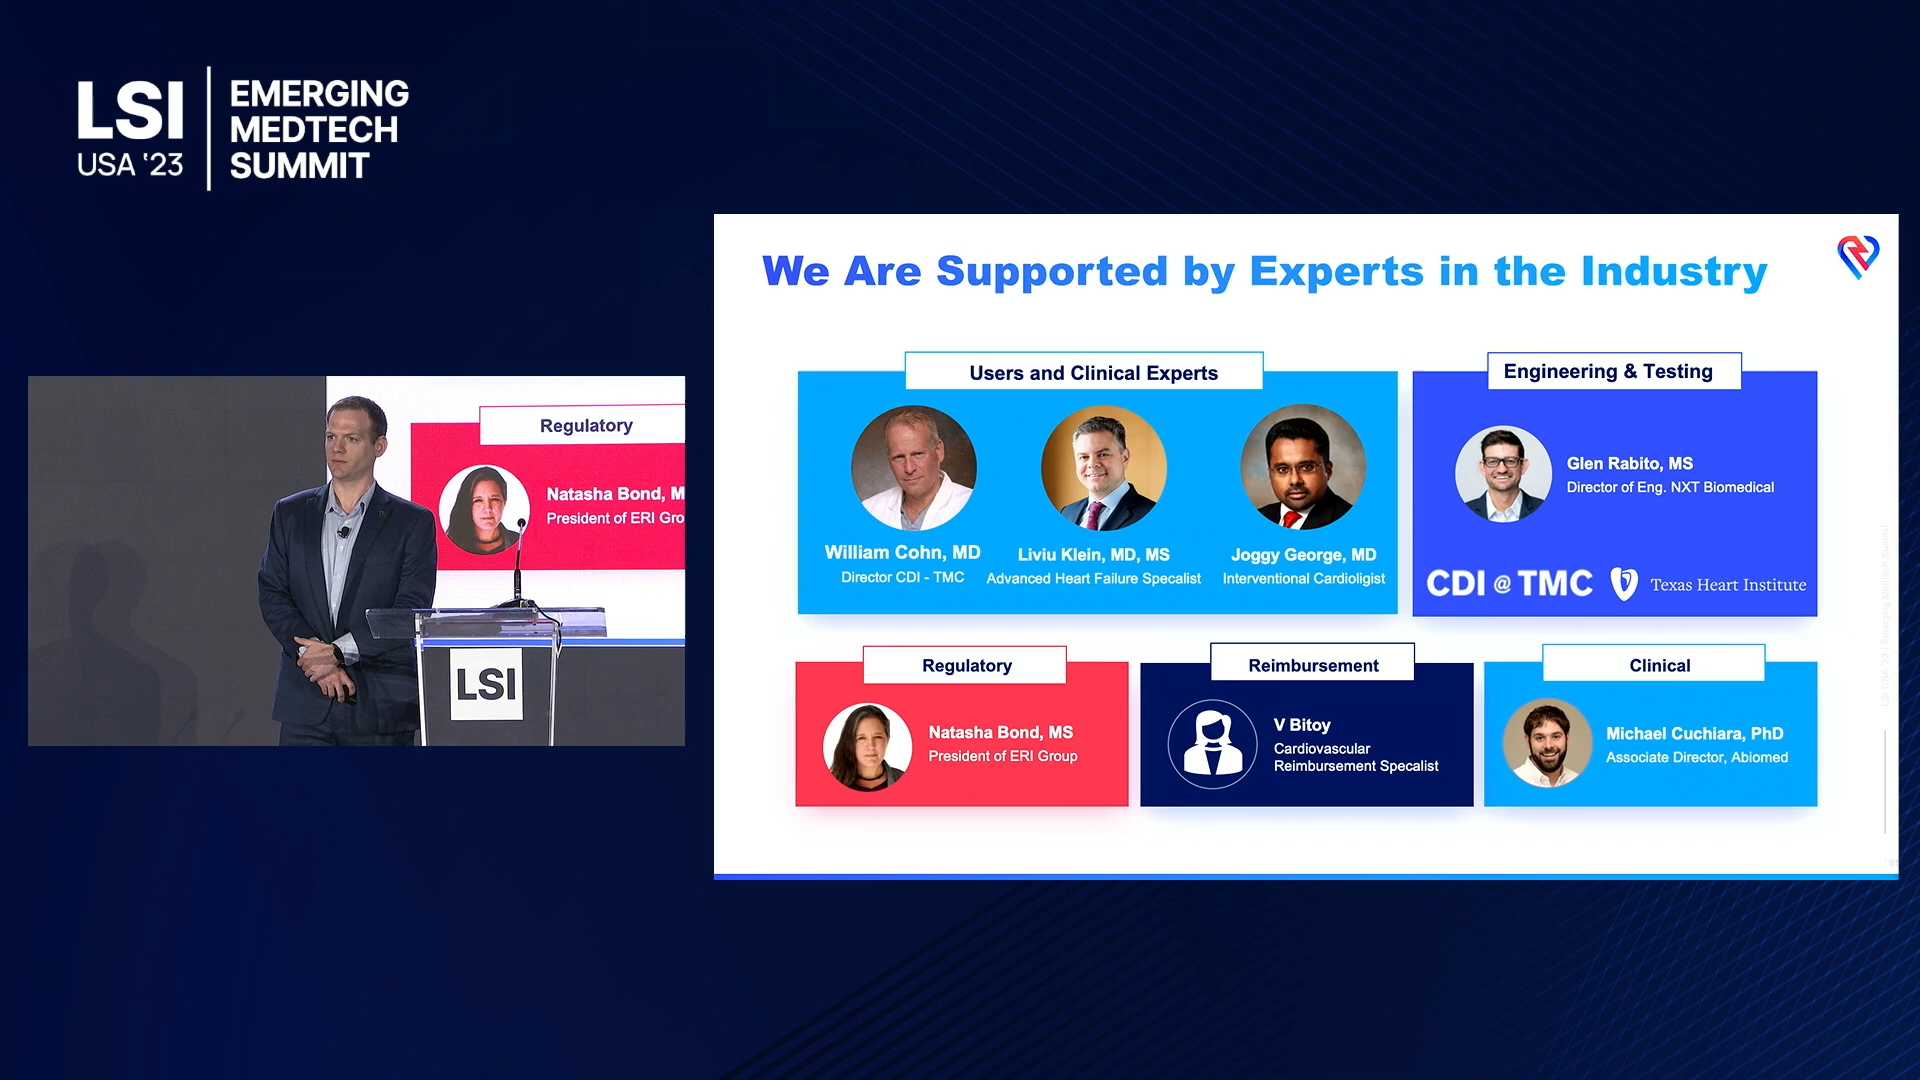 LSI
USA '23
EMERGING
MEDTECH
SUMMIT
Regulatory
Natasha Bond, M
President of ERI Gro
LSI
We Are Supported by Experts in the Industry
Users and Clinical Experts
William Cohn, MD
Director CDI - TMC
Liviu Klein, MD, MS
Advanced Heart Failure Specalist
Joggy George, MD
Interventional Cardioligist
Engineering & Testing
Glen Rabito, MS
Director of Eng. NXT Biomedical
CDI @ TMC
Texas Heart Institute
Regulatory
Natasha Bond, MS
President of ERI Group
Reimbursement
V Bitoy
Cardiovascular
Reimbursement Specalist
Clinical
Michael Cuchiara, PhD
Associate Director, Abiomed